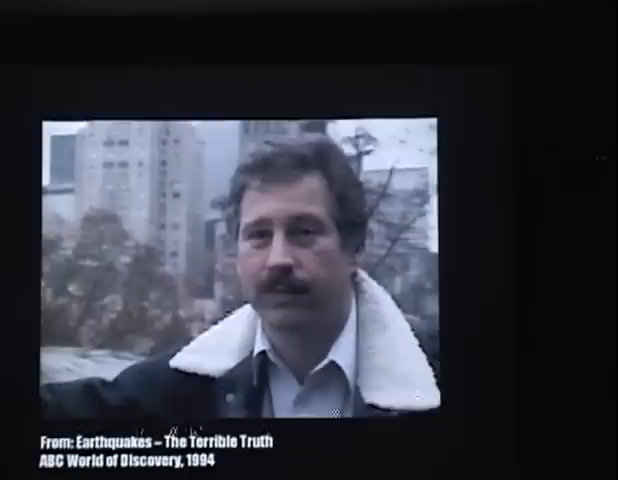 From: Earthquakes – The Terrible Truth
ABC World of Discovery, 1994